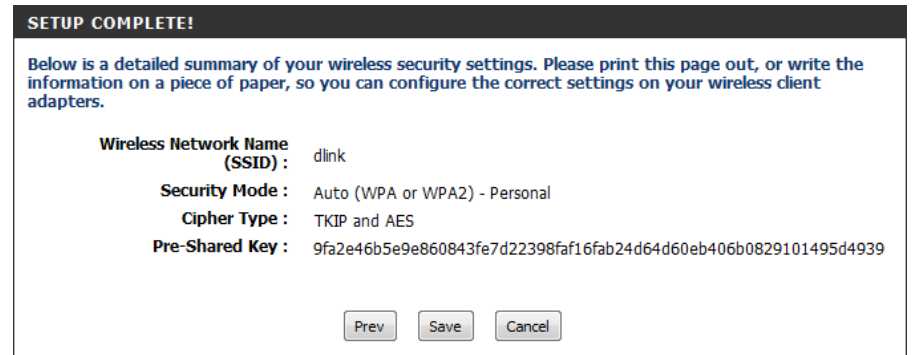 SETUP COMPLETE!
Below is a detailed summary of your wireless security settings. Please print this page out, or write the
information on a piece of paper, so you can configure the correct settings on your wireless client
adapters.
Wireless Network Name
(SSID) : dlink
Security Mode : Auto (WPA or WPA2) - Personal
Cipher Type : TKIP and AES
Pre-Shared Key : 9fa2e46b5e9e860843fe7d22398faf16fab24d64d60eb406b0829101495d4939
Prev Save Cancel